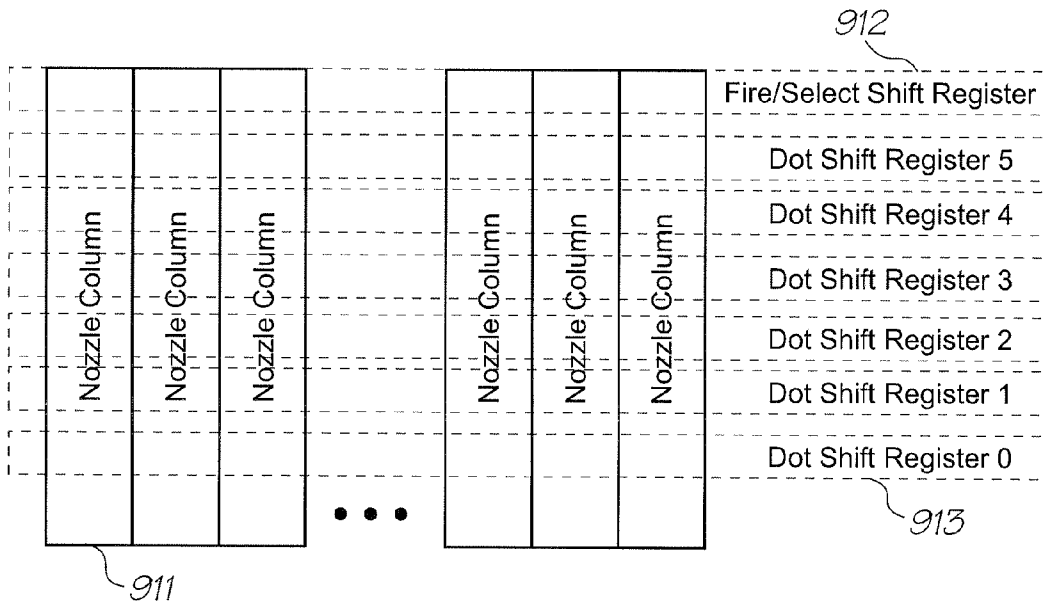 912
Fire/Select Shift Register
Dot Shift Register 5
Dot Shift Register 4
Dot Shift Register 3
Dot Shift Register 2
Dot Shift Register 1
Dot Shift Register 0
913
Nozzle Column
Nozzle Column
Nozzle Column
Nozzle Column
Nozzle Column
Nozzle Column
911